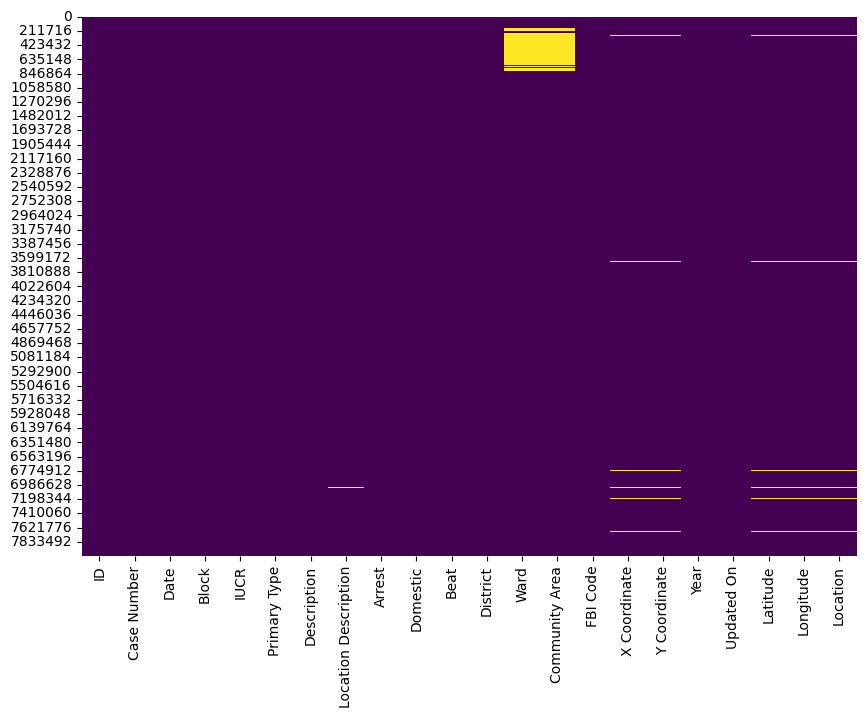 0
211716
423432
635148
846864
1058580
1270296
1482012
1693728
1905444
2117160
2328876
2540592
2752308
2964024
3175740
3387456
3599172
3810888
4022604
4234320
4446036
4657752
4869468
5081184
5292900
5504616
5716332
5928048
6139764
6351480
6563196
6774912
6986628
7198344
7410060
7621776
7833492
ID
Case Number
Date
Block
IUCR
Primary Type
Description
Location Description
Arrest
Domestic
Beat
District
Ward
Community Area
FBI Code
X Coordinate
Y Coordinate
Year
Updated On
Latitude
Longitude
Location